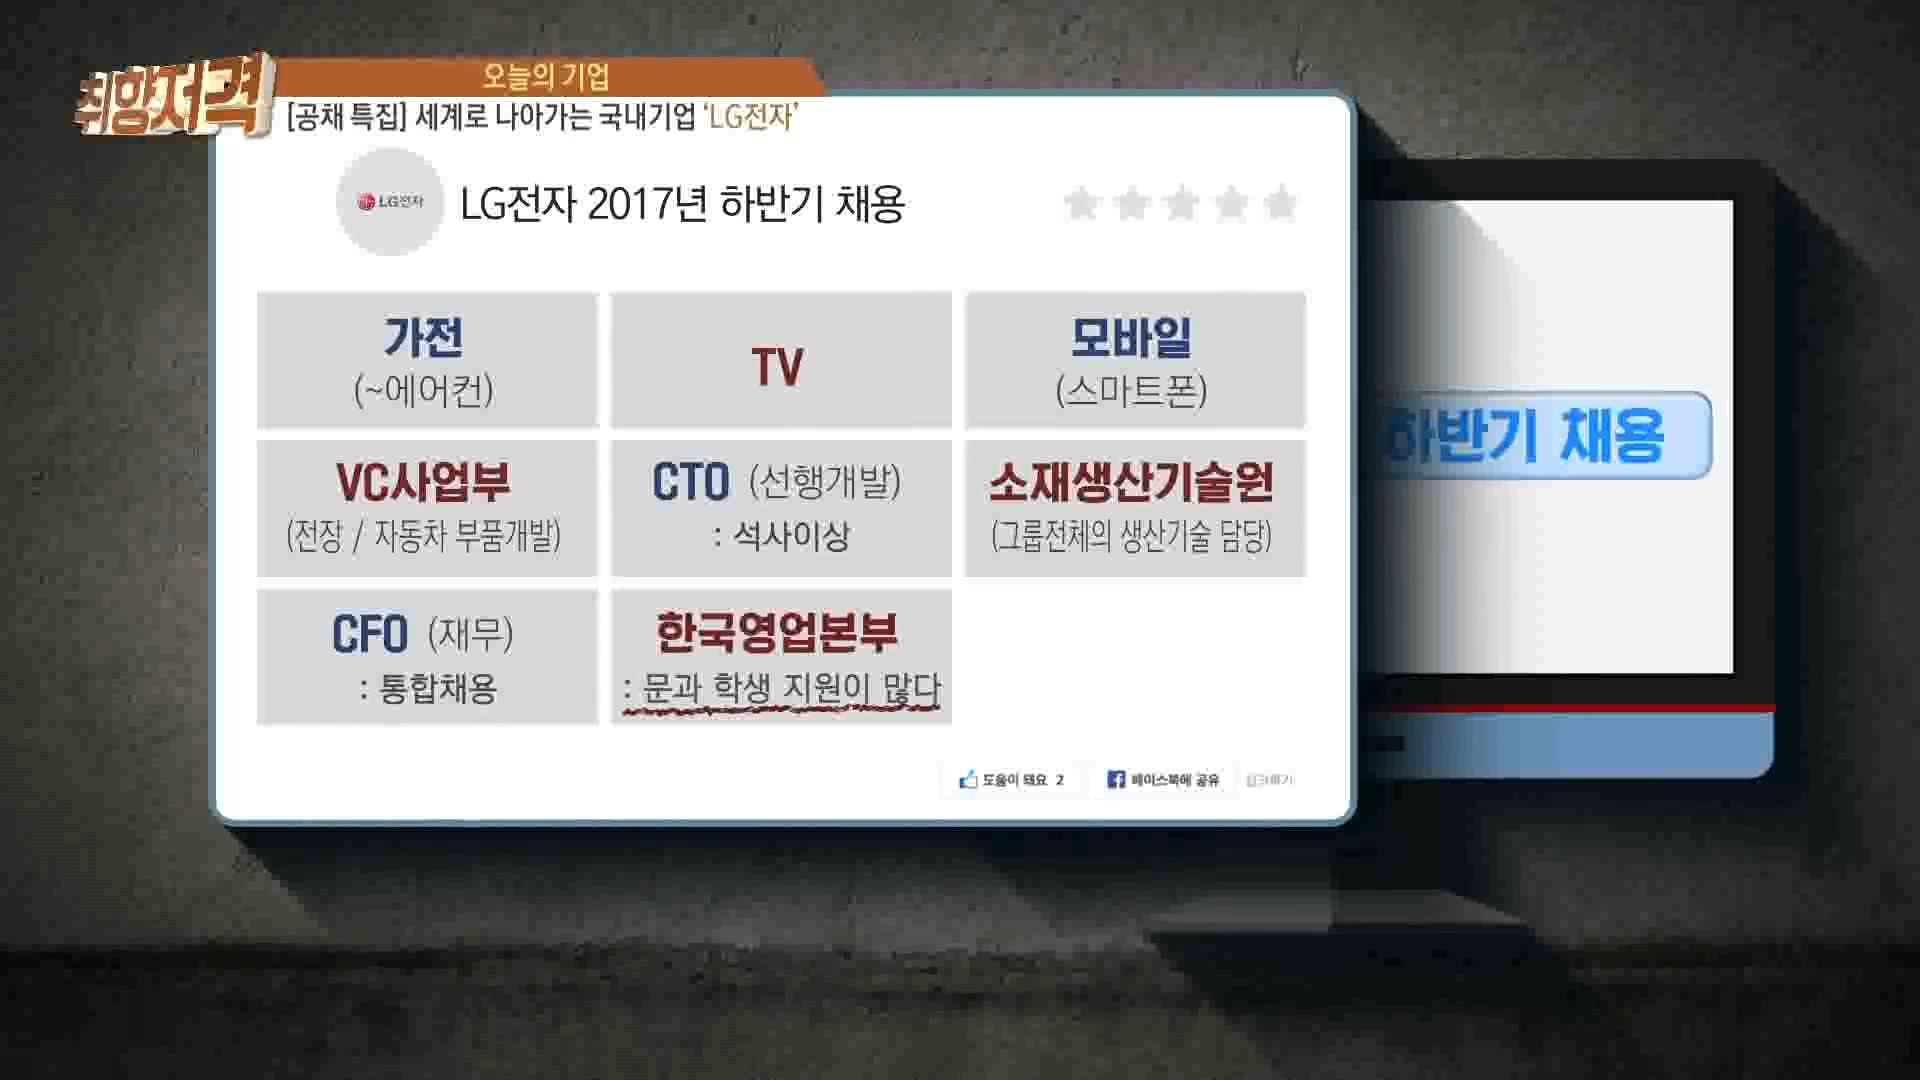 취향저격
오늘의 기업
[공채 특집] 세계로 나아가는 국내기업 ‘LG전자’
LG전자
LG전자 2017년 하반기 채용
가전
(~에어컨)
TV
모바일
(스마트폰)
VC사업부
(전장 / 자동차 부품개발)
CTO (선행개발)
: 석사이상
소재생산기술원
(그룹전체의 생산기술 담당)
CFO (재무)
: 통합채용
한국영업본부
: 문과 학생 지원이 많다
도움이 돼요 2
페이스북에 공유
하반기 채용